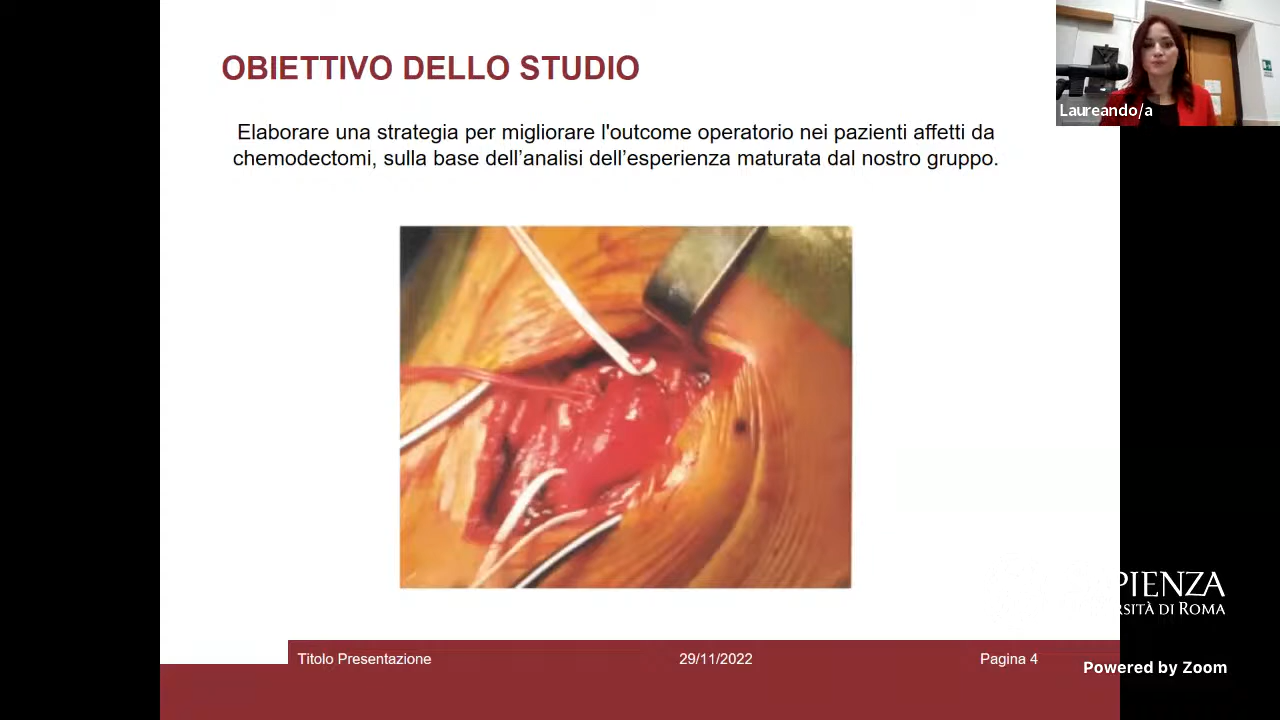 OBIETTIVO DELLO STUDIO
Elaborare una strategia per migliorare l'outcome operatorio nei pazienti affetti da
chemodectomi, sulla base dell’analisi dell’esperienza maturata dal nostro gruppo.
Laureando/a
PIENZA
RSITÀ DI ROMA
Titolo Presentazione
29/11/2022
Pagina 4
Powered by Zoom